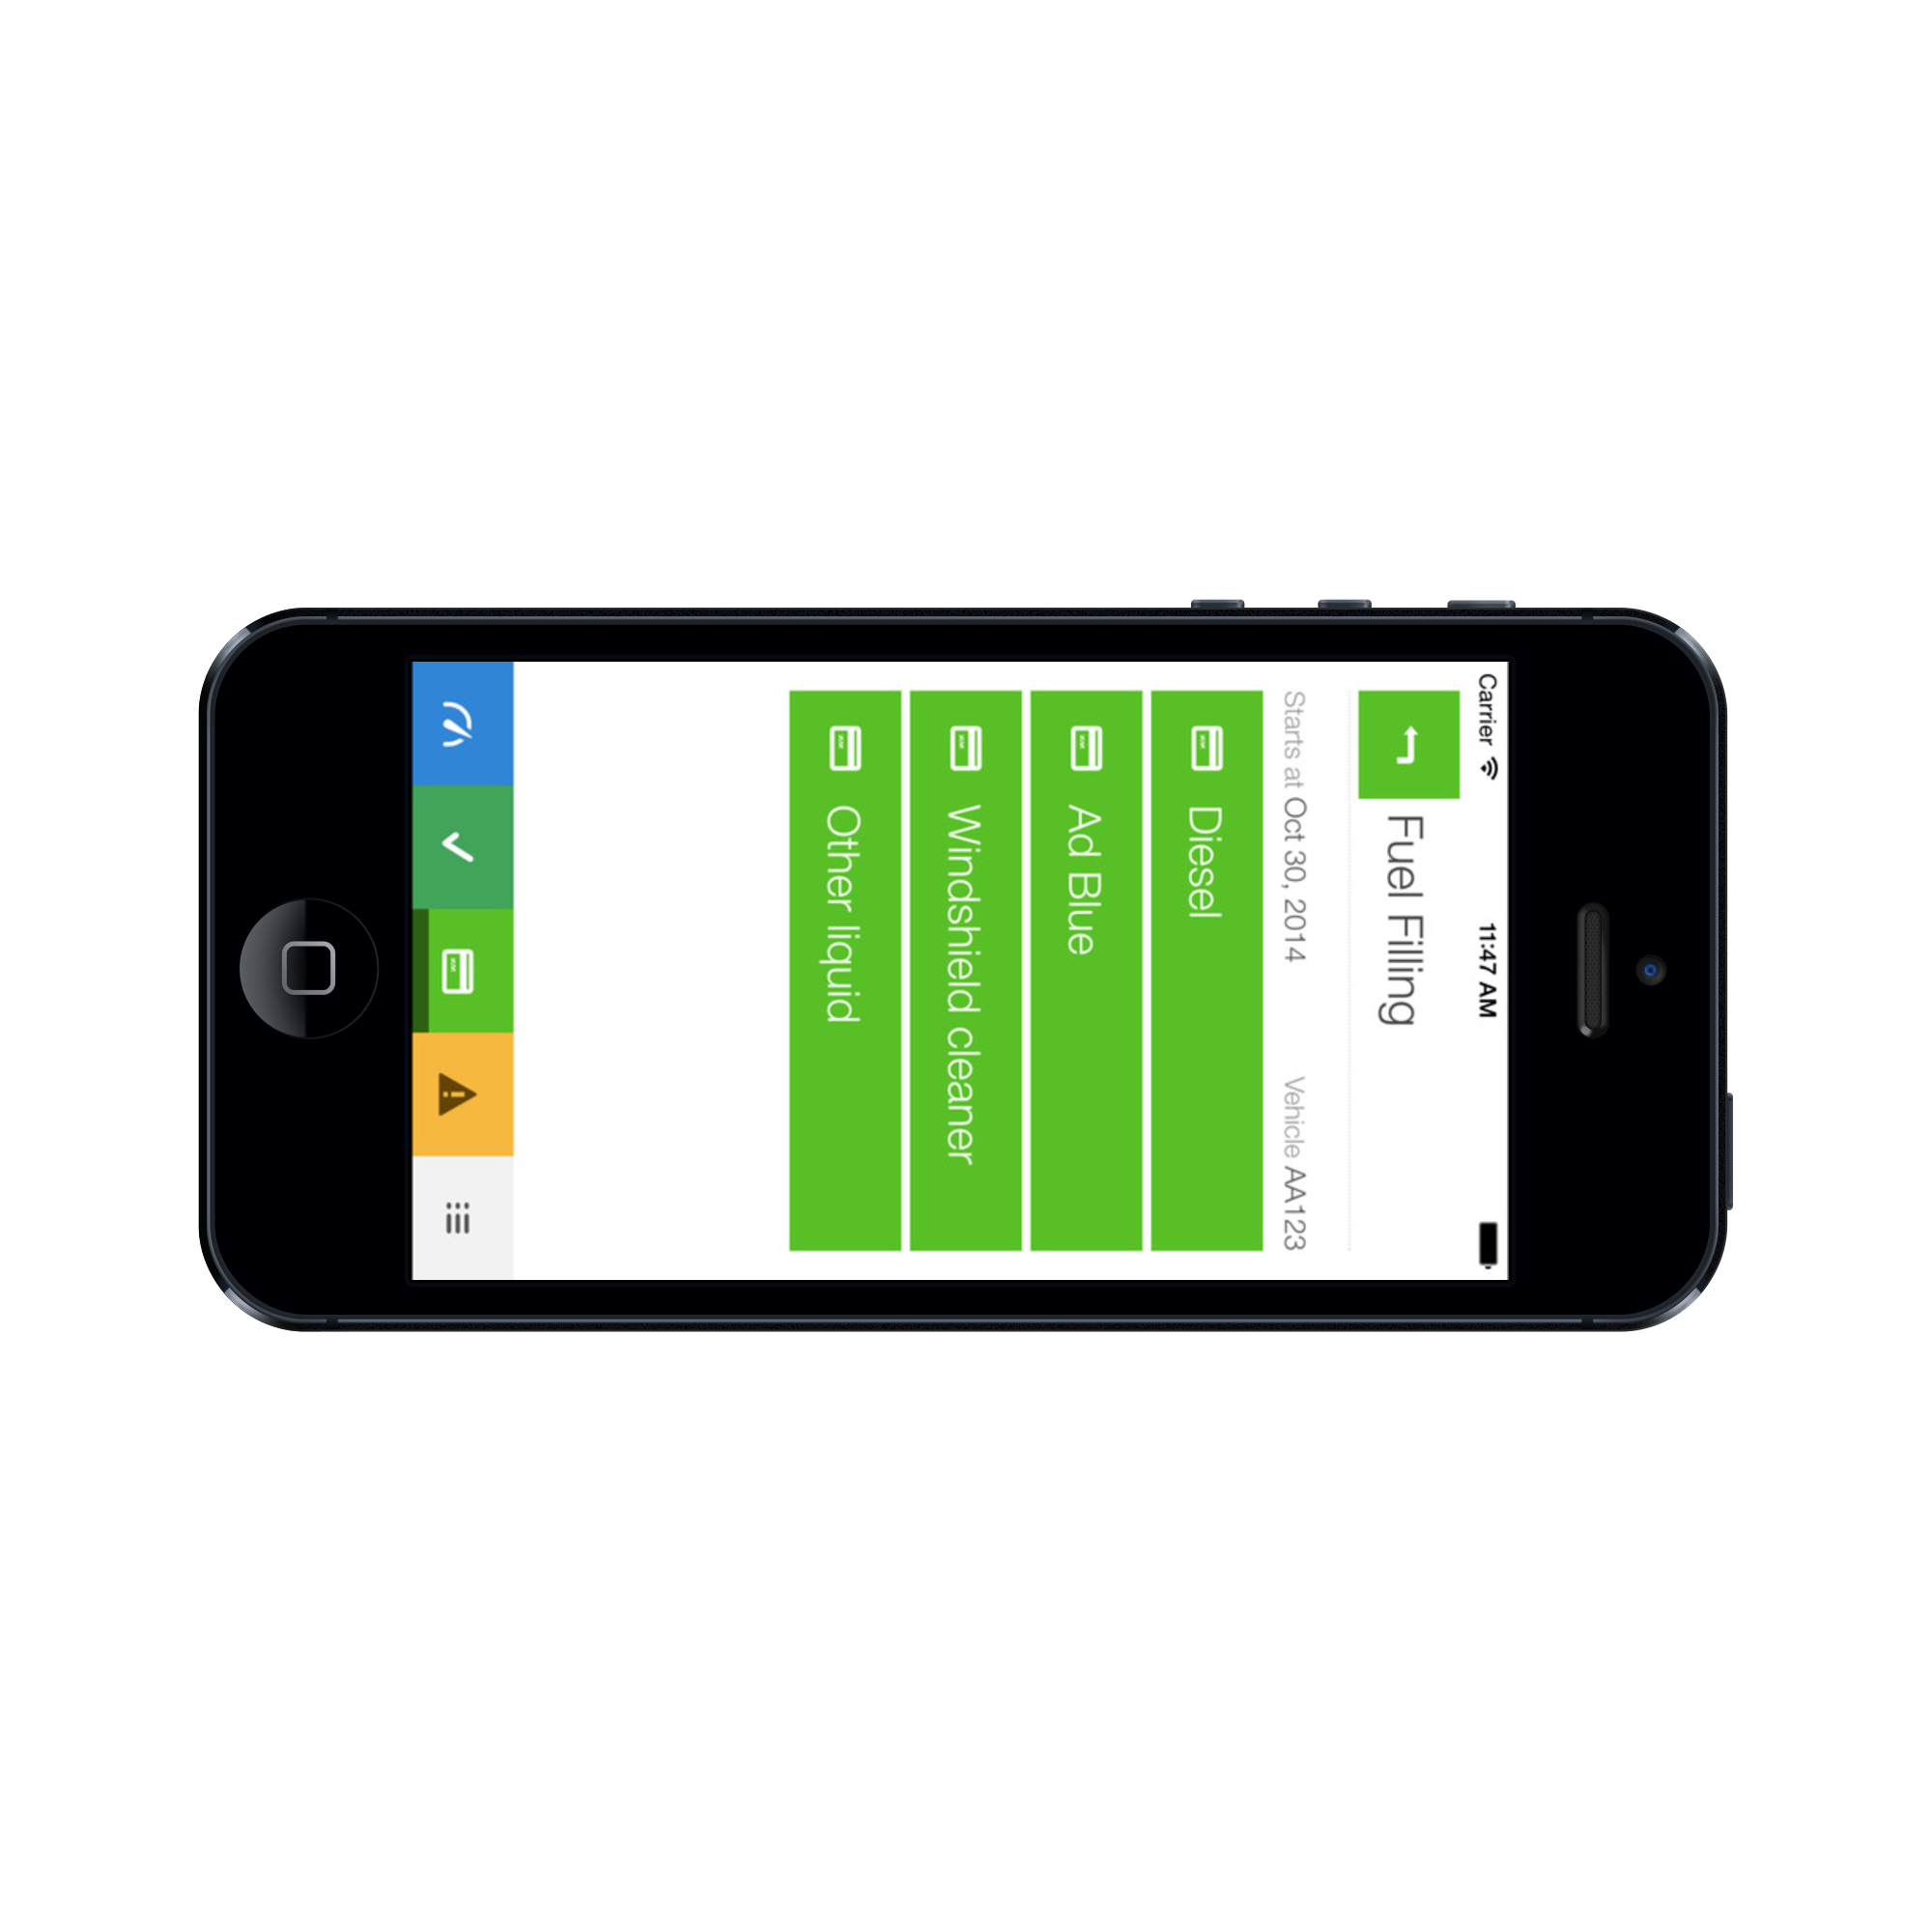 Carrier 11:47 AM
Fuel Filling
Starts at Oct 30, 2014 Vehicle AA123
Diesel
Ad Blue
Windshield cleaner
Other liquid